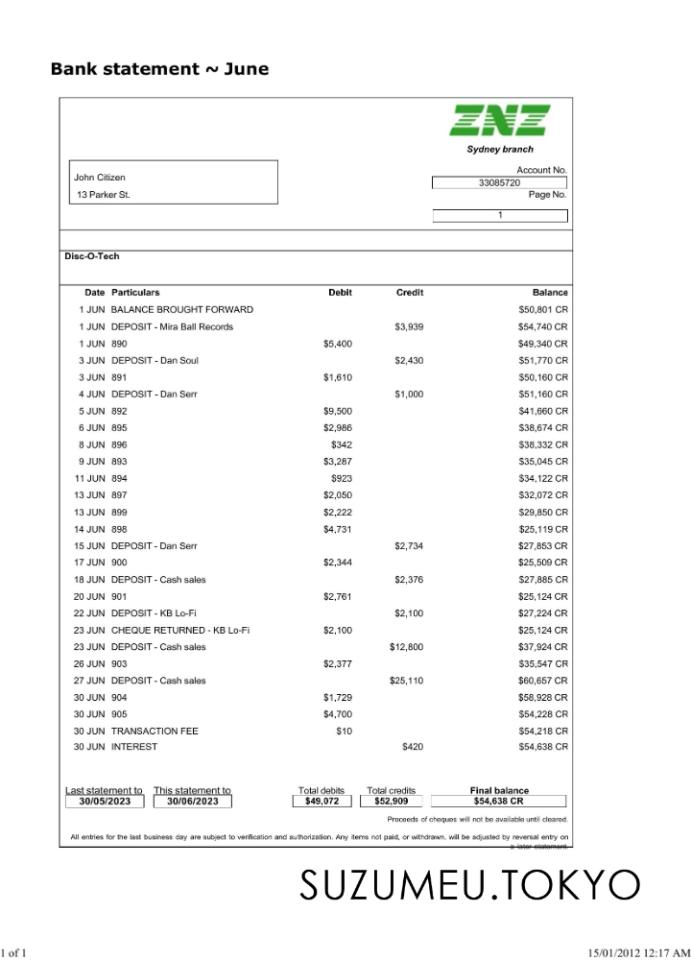 Bank statement ~ June
ZNZ
Sydney branch
Account No.
John Citizen
33085720
13 Parker St.
Page No.
1
Disc-O-Tech
Date Particulars Debit Credit Balance
1 JUN BALANCE BROUGHT FORWARD $50,801 CR
1 JUN DEPOSIT - Mira Ball Records $3,939 $54,740 CR
1 JUN 890 $5,400 $49,340 CR
3 JUN DEPOSIT - Dan Soul $2,430 $51,770 CR
3 JUN 891 $1,610 $50,160 CR
4 JUN DEPOSIT - Dan Serr $1,000 $51,160 CR
5 JUN 892 $9,500 $41,660 CR
6 JUN 895 $2,986 $38,674 CR
8 JUN 896 $342 $38,332 CR
9 JUN 893 $3,287 $35,045 CR
11 JUN 894 $923 $34,122 CR
13 JUN 897 $2,050 $32,072 CR
13 JUN 899 $2,222 $29,850 CR
14 JUN 898 $4,731 $25,119 CR
15 JUN DEPOSIT - Dan Serr $2,734 $27,853 CR
17 JUN 900 $2,344 $25,509 CR
18 JUN DEPOSIT - Cash sales $2,376 $27,885 CR
20 JUN 901 $2,761 $25,124 CR
22 JUN DEPOSIT - KB Lo-Fi $2,100 $27,224 CR
23 JUN CHEQUE RETURNED - KB Lo-Fi $2,100 $25,124 CR
23 JUN DEPOSIT - Cash sales $12,800 $37,924 CR
26 JUN 903 $2,377 $35,547 CR
27 JUN DEPOSIT - Cash sales $25,110 $60,657 CR
30 JUN 904 $1,729 $58,928 CR
30 JUN 905 $4,700 $54,228 CR
30 JUN TRANSACTION FEE $10 $54,218 CR
30 JUN INTEREST $420 $54,638 CR
Last statement to This statement to Total debits Total credits Final balance
30/05/2023 30/06/2023 $49,072 $52,909 $54,638 CR
Proceeds of cheques will not be available until cleared.
All entries for the last business day are subject to verification and authorization. Any items not paid, or withdrawn, will be adjusted by reversal entry on
a later statement.
SUZUMEU.TOKYO
1 of 1 15/01/2012 12:17 AM